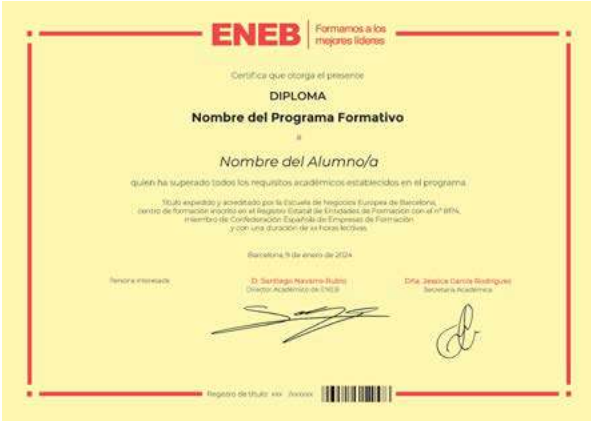 ENEB
Formamos a los
mejores líderes
Certifica que otorga el presente
DIPLOMA
Nombre del Programa Formativo
a
Nombre del Alumno/a
quien ha superado todos los requisitos académicos establecidos en el programa.
Título expedido y acreditado por la Escuela de Negocios Europea de Barcelona,
centro de formación inscrito en el Registro Estatal de Entidades de Formación con el nº
miembro de Confederación Española de Empresas de Formación
y con una duración de xx horas lectivas
Barcelona, 9 de enero de 2024
Persona interesada
D. Santiago Navarro Rubio
Director Académico de ENEB
Dña. Jessica García Rodríguez
Secretaria Académica
Registro de título: xxx